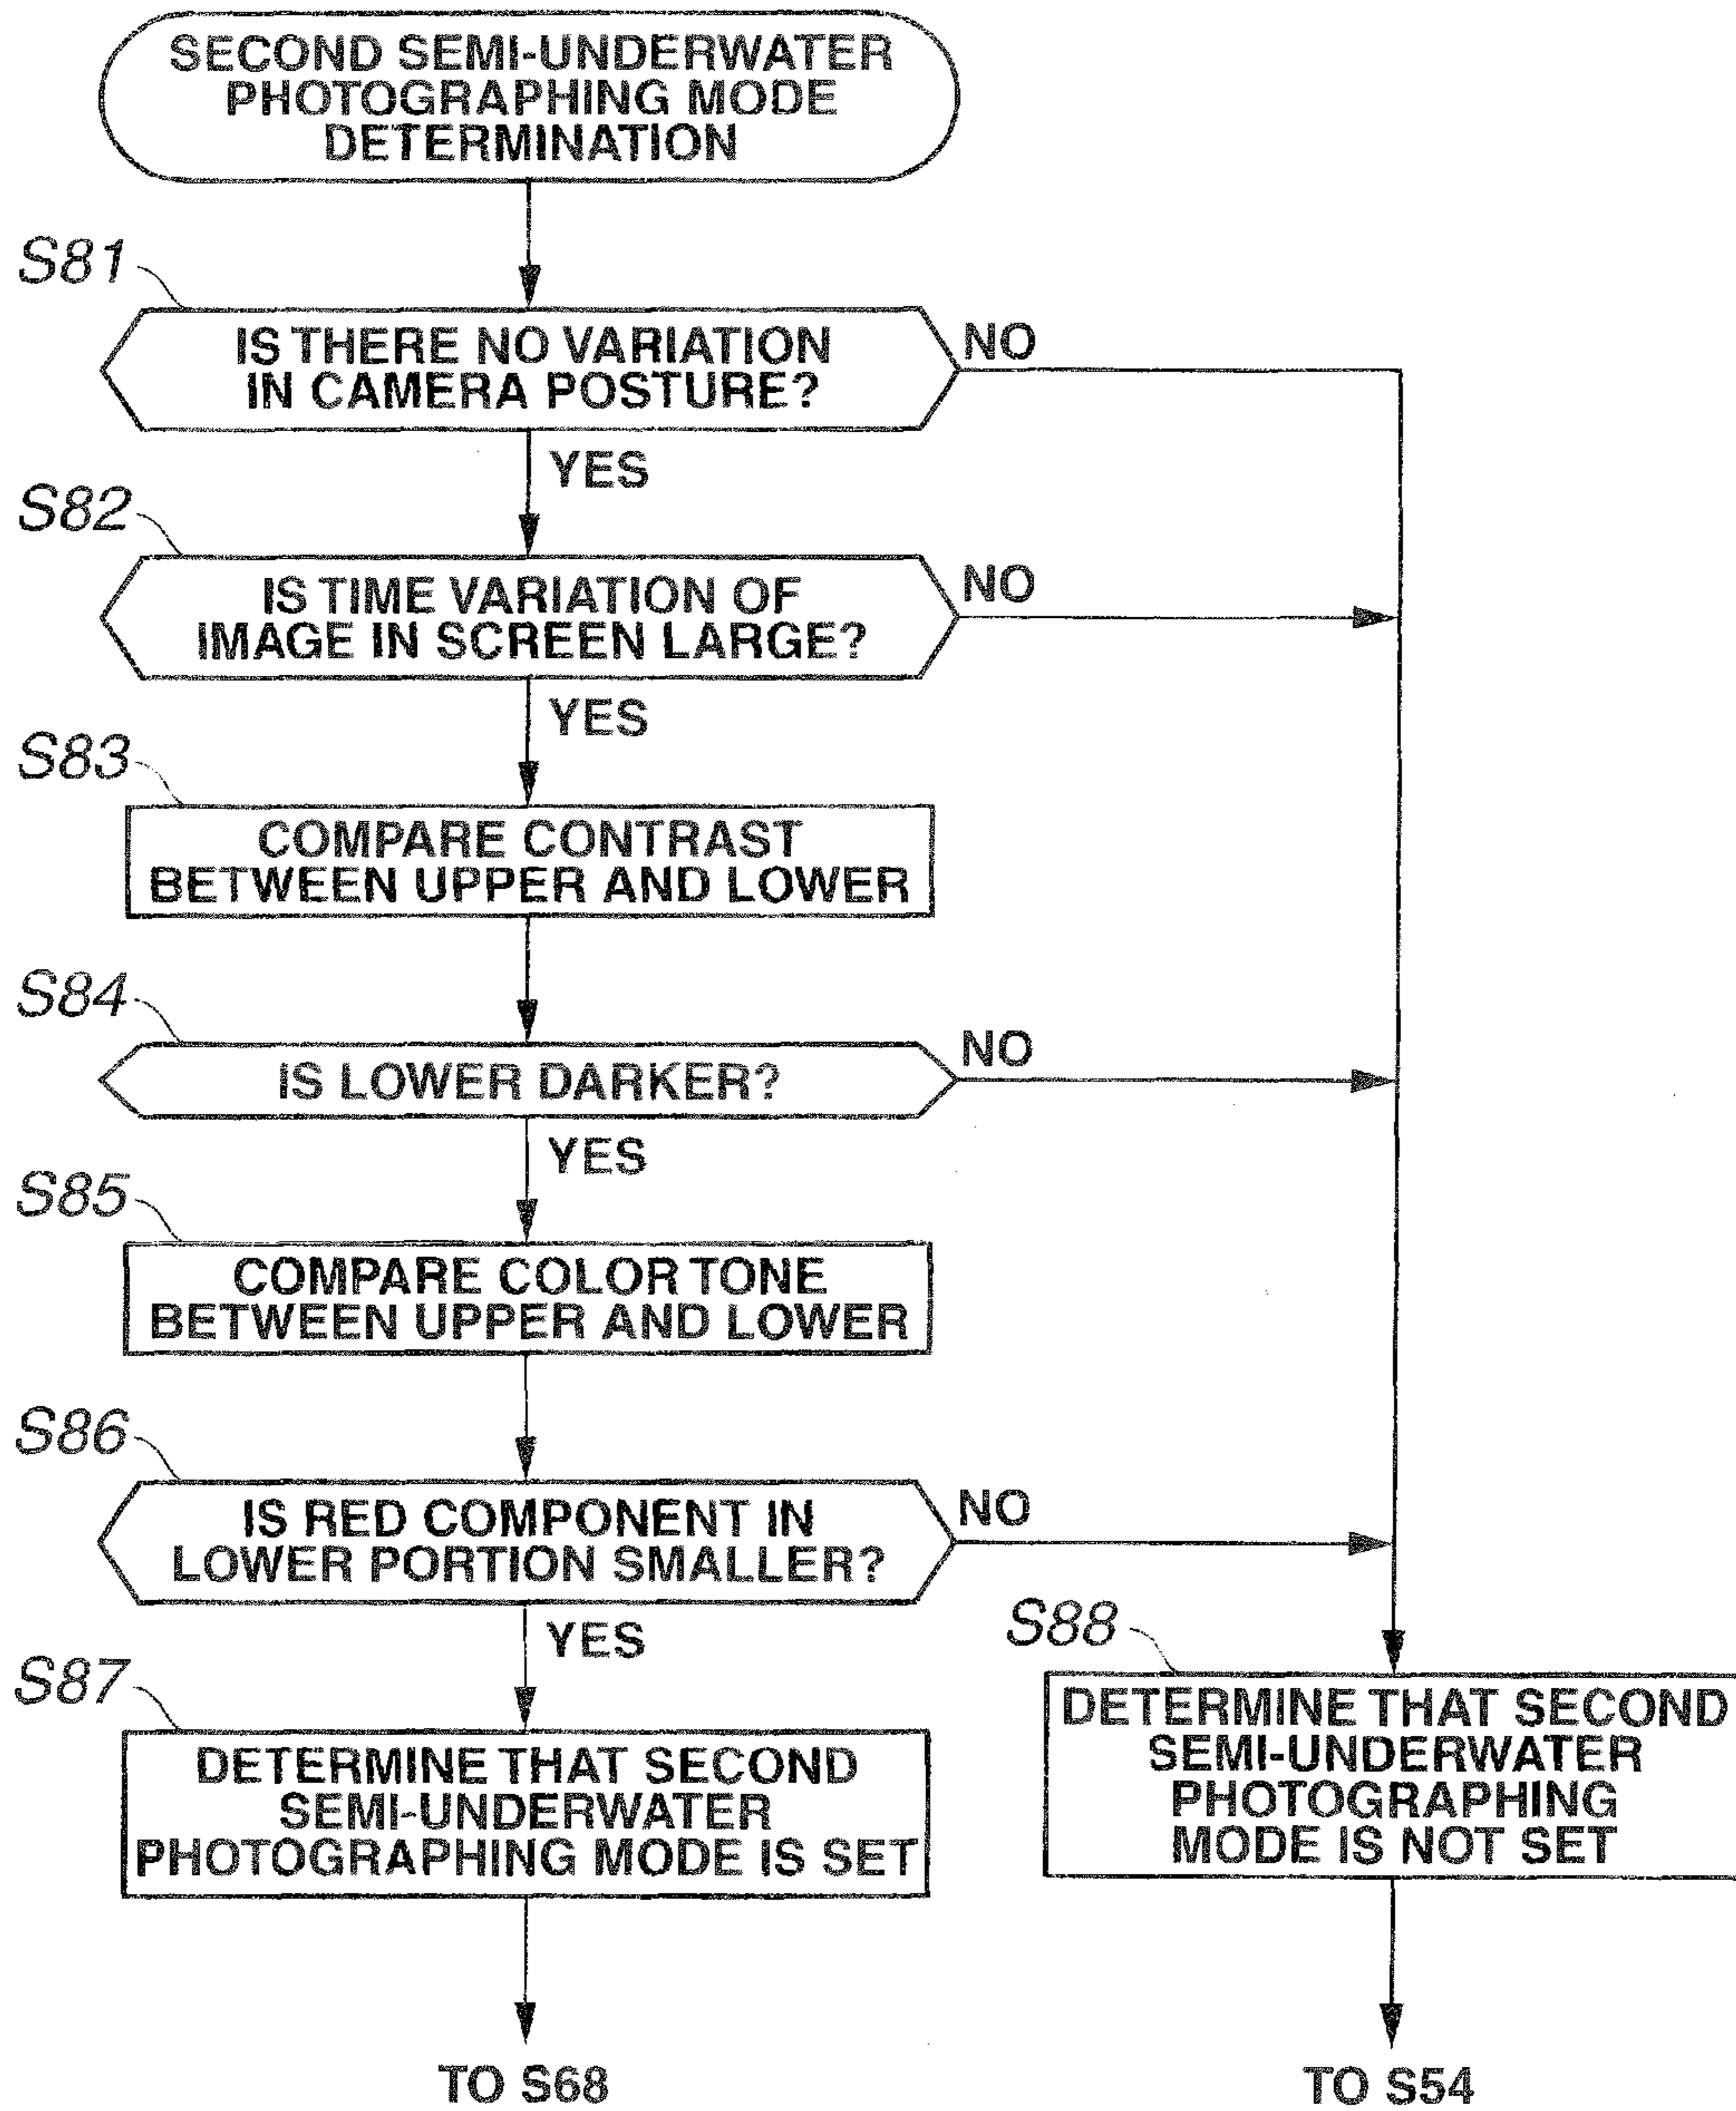 SECOND SEMI-UNDERWATER
PHOTOGRAPHING MODE
DETERMINATION
S81
IS THERE NO VARIATION
IN CAMERA POSTURE?
NO
YES
S82
IS TIME VARIATION OF
IMAGE IN SCREEN LARGE?
NO
YES
S83
COMPARE CONTRAST
BETWEEN UPPER AND LOWER
S84
IS LOWER DARKER?
NO
YES
S85
COMPARE COLOR TONE
BETWEEN UPPER AND LOWER
S86
IS RED COMPONENT IN
LOWER PORTION SMALLER?
NO
YES
S87
DETERMINE THAT SECOND
SEMI-UNDERWATER
PHOTOGRAPHING MODE IS SET
S88
DETERMINE THAT SECOND
SEMI-UNDERWATER
PHOTOGRAPHING
MODE IS NOT SET
TO S68
TO S54